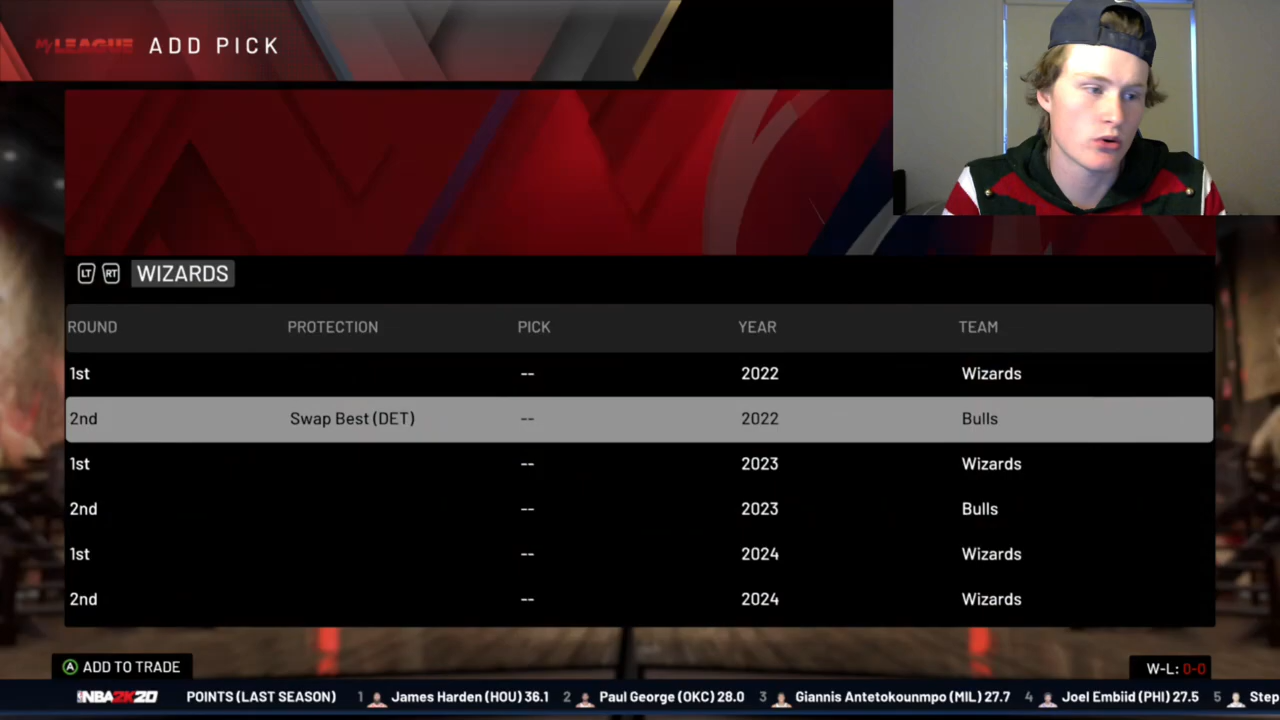 MyLEAGUE ADD PICK
LT RT WIZARDS
ROUND PROTECTION PICK YEAR TEAM
1st -- 2022 Wizards
2nd Swap Best (DET) -- 2022 Bulls
1st -- 2023 Wizards
2nd -- 2023 Bulls
1st -- 2024 Wizards
2nd -- 2024 Wizards
A ADD TO TRADE
W-L: 0-0
NBA2K20 POINTS (LAST SEASON) 1 James Harden (HOU) 36.1 2 Paul George (OKC) 28.0 3 Giannis Antetokounmpo (MIL) 27.7 4 Joel Embiid (PHI) 27.5 5 Step